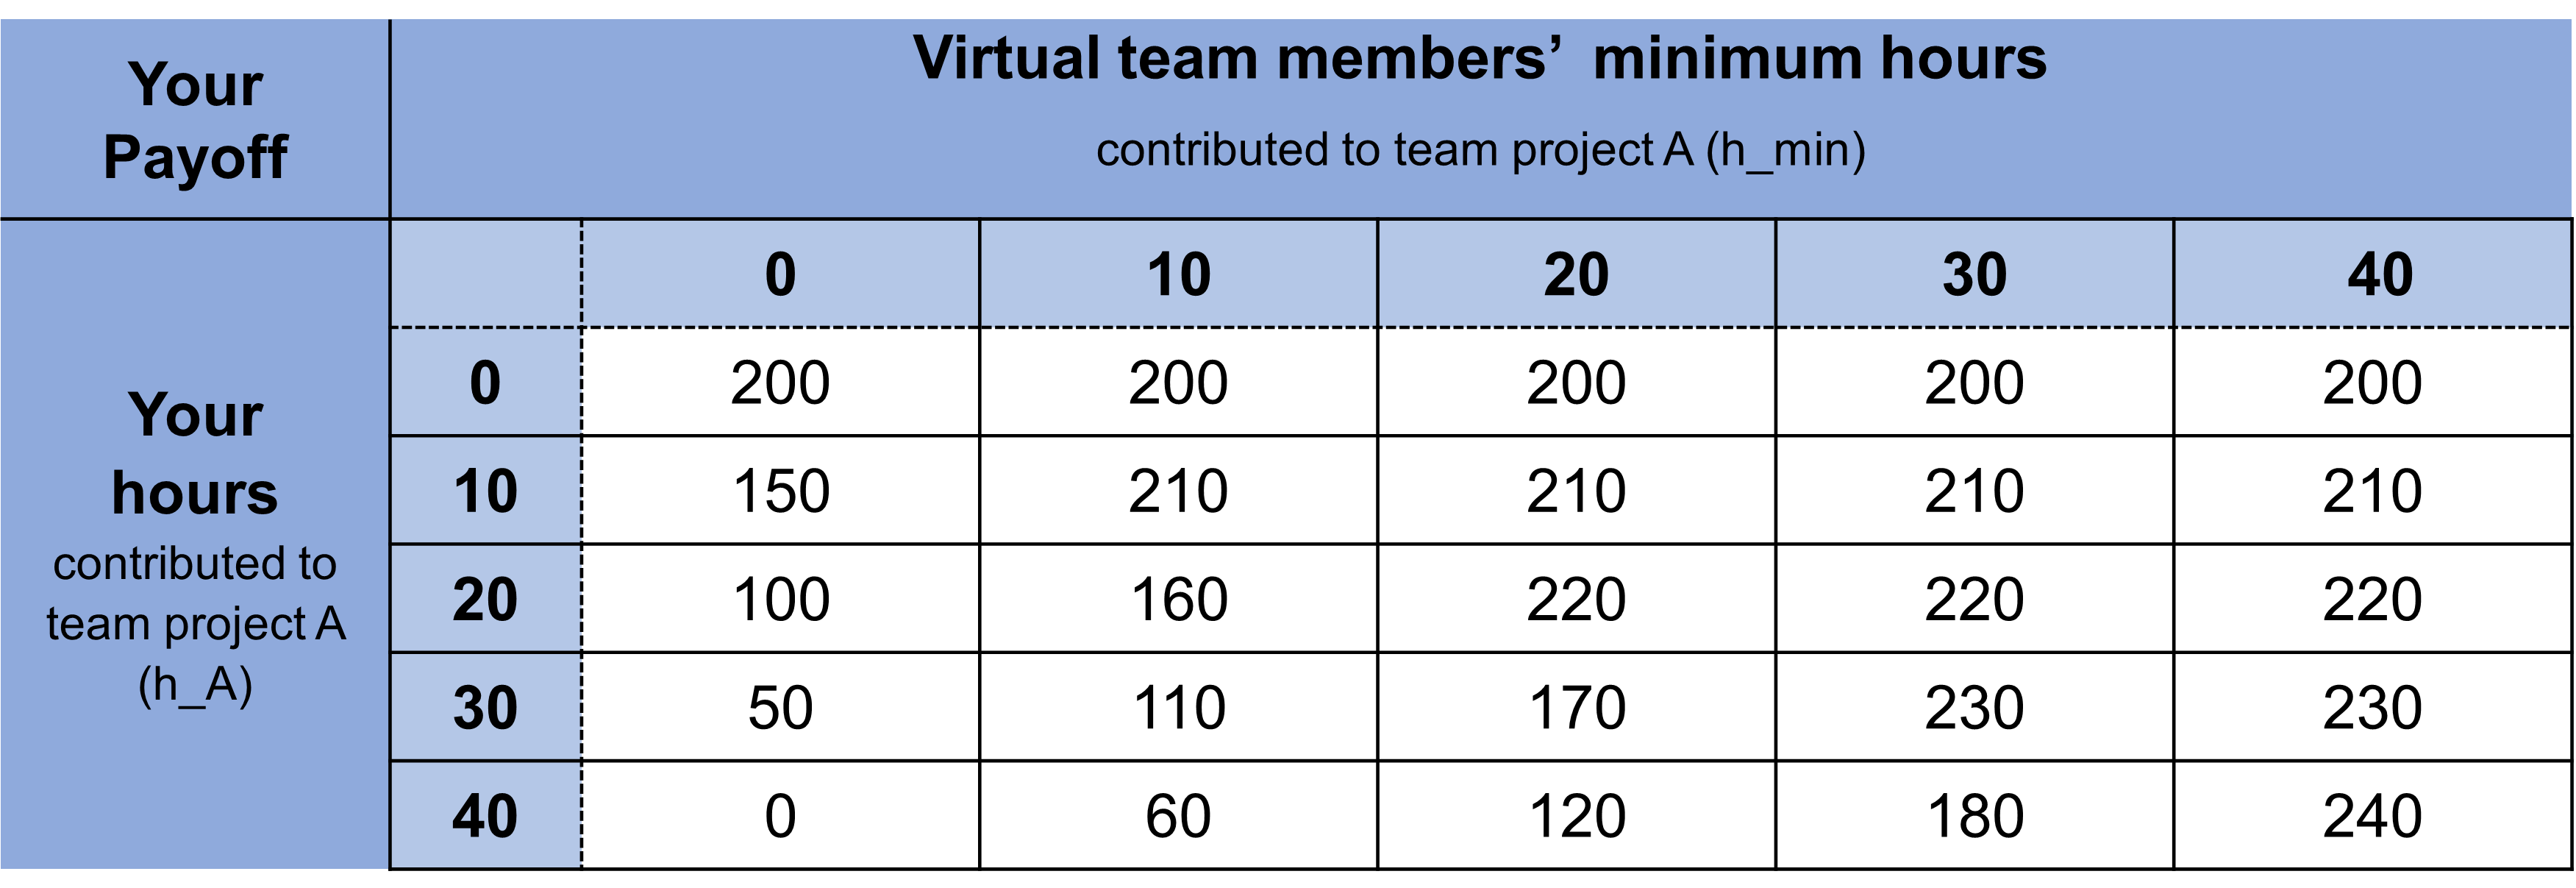 Your
Payoff
Virtual team members’ minimum hours
contributed to team project A (h_min)
Your
hours
contributed to
team project A
(h_A)
0 10 20 30 40
0 200 200 200 200 200
10 150 210 210 210 210
20 100 160 220 220 220
30 50 110 170 230 230
40 0 60 120 180 240